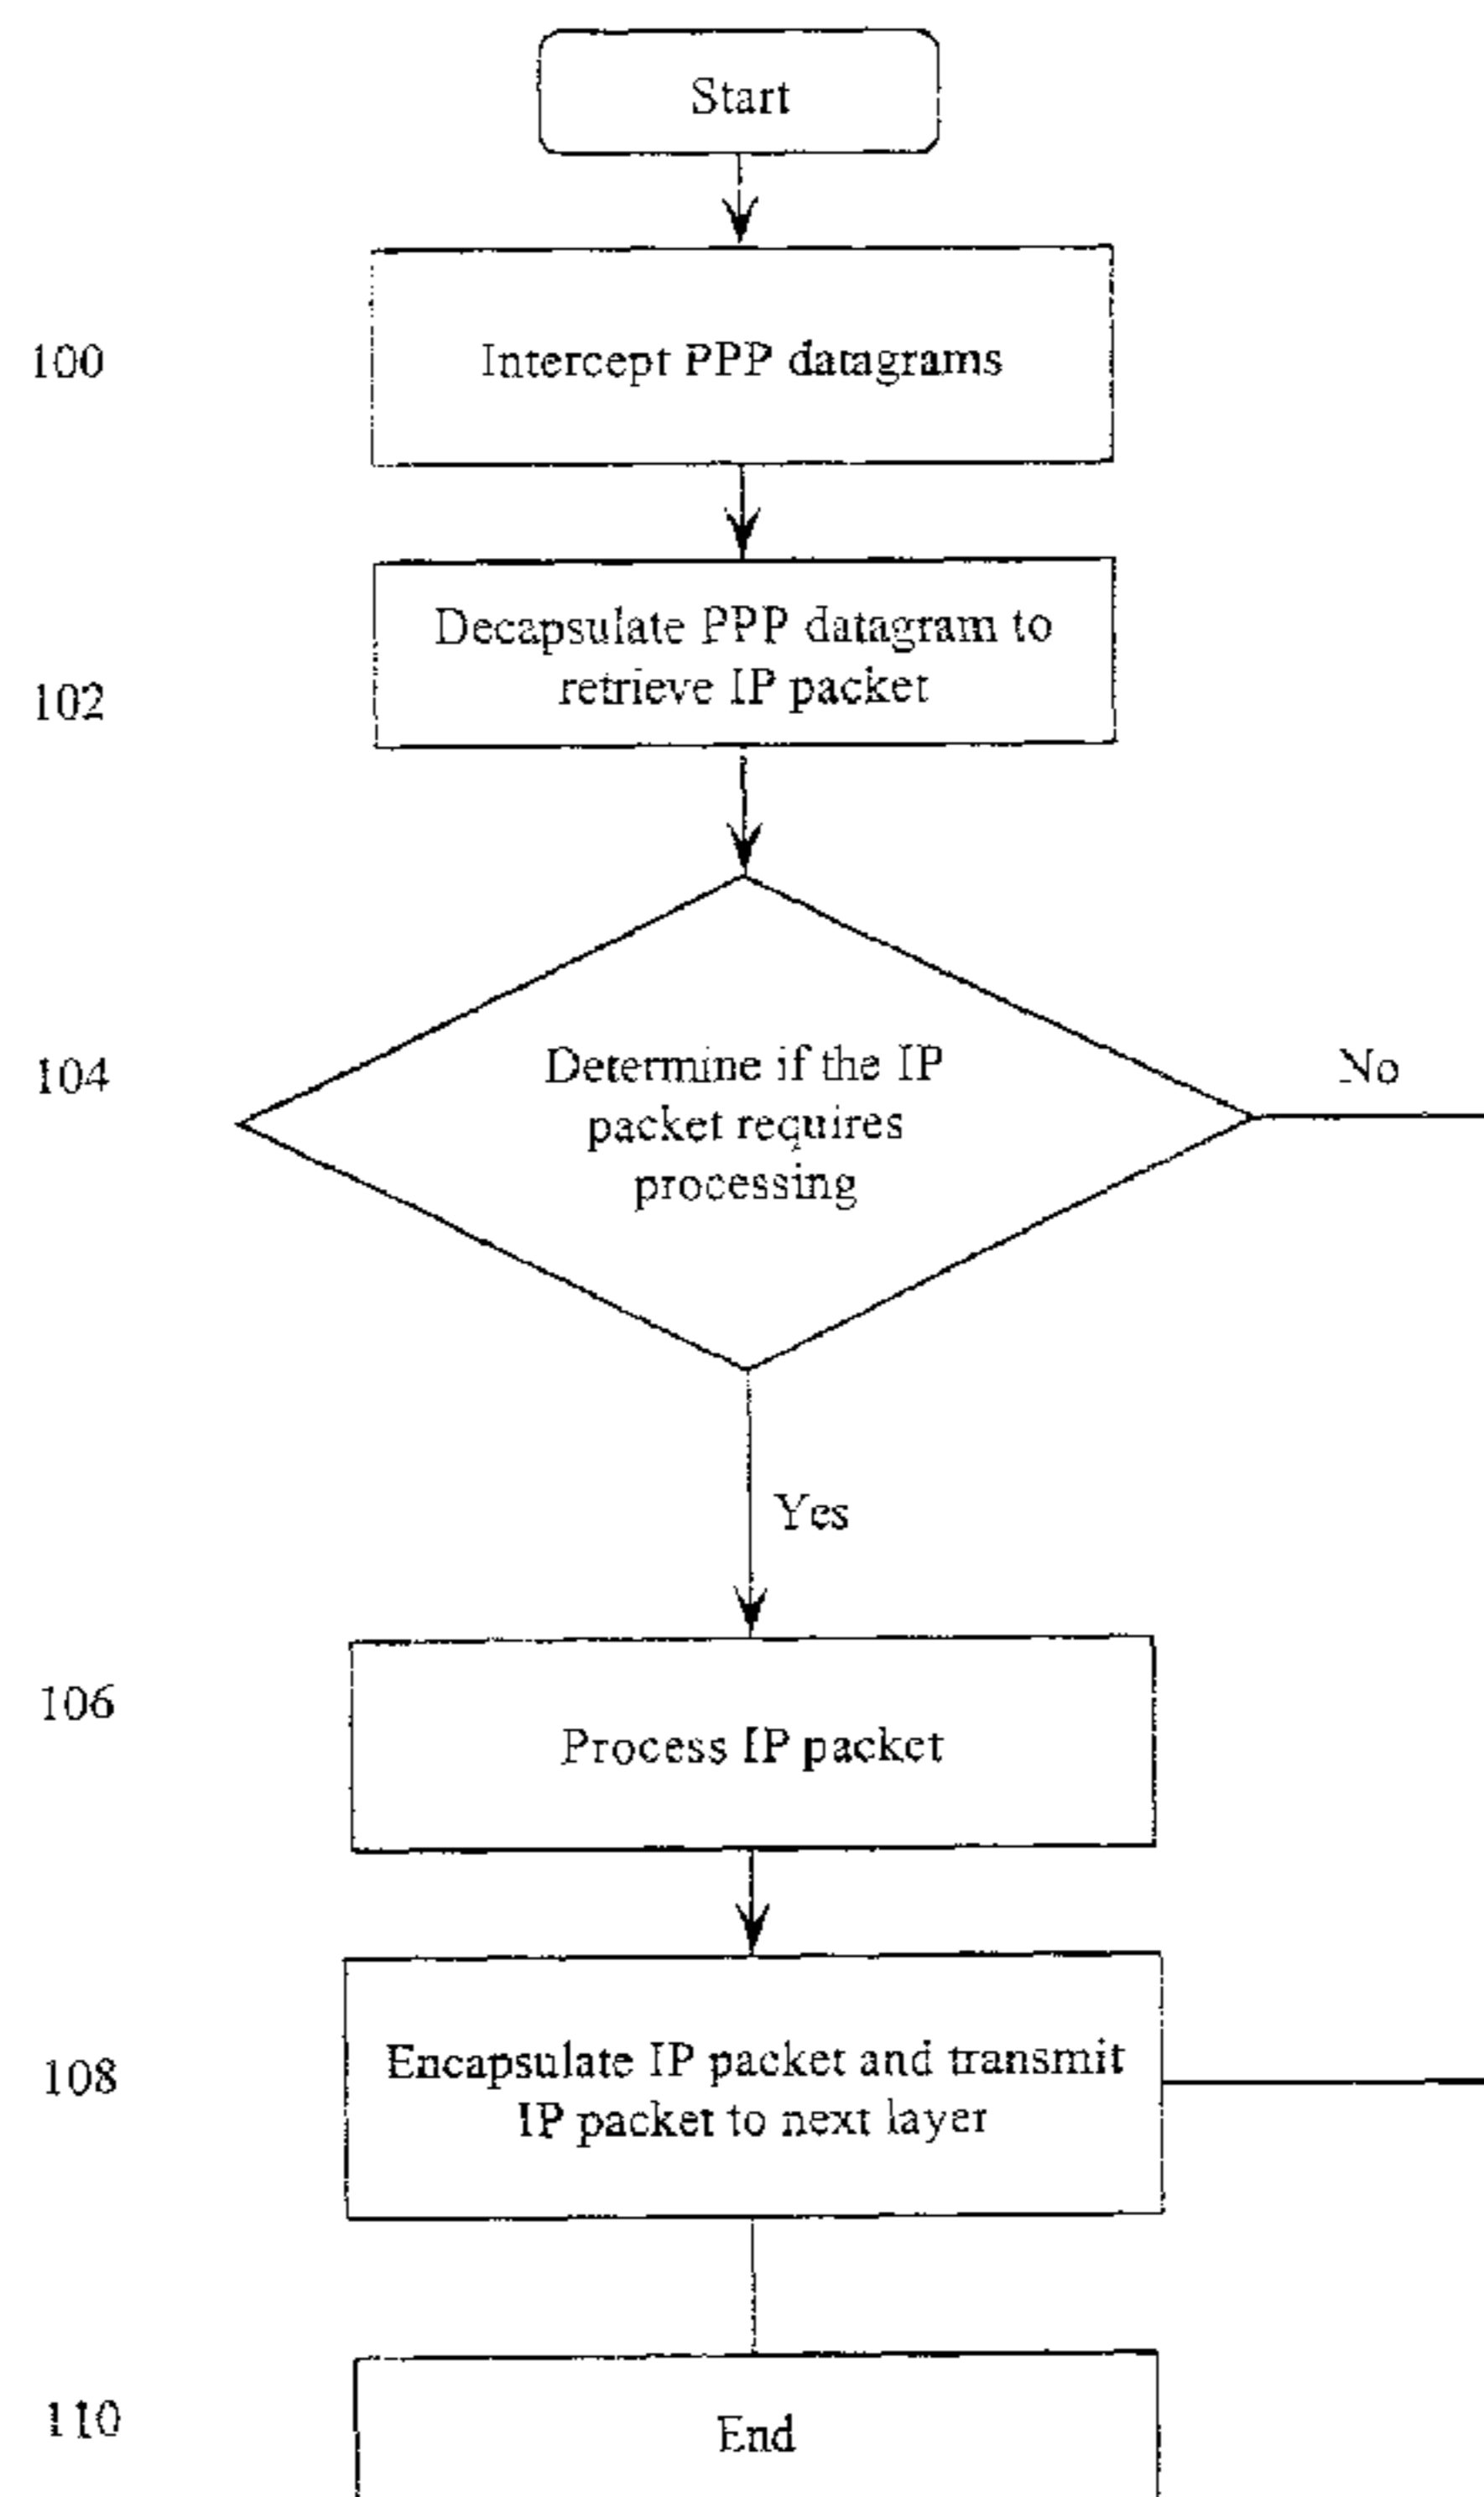 Start
100
Intercept PPP datagrams
102
Decapsulate PPP datagram to
retrieve IP packet
104
Determine if the IP
packet requires
processing
No
Yes
106
Process IP packet
108
Encapsulate IP packet and transmit
IP packet to next layer
110
End